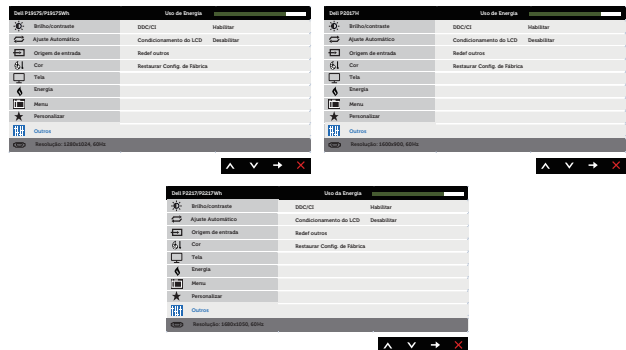 Dell P1917S/P1917SWh Uso de Energia
Brilho/contraste DDC/CI Habilitar
Ajuste Automático Condicionamento do LCD Desabilitar
Origem de entrada Redef outros
Cor Restaurar Config. de Fábrica
Tela
Energia
Menu
Personalizar
Outros
Resolução: 1280x1024, 60Hz
Dell P2017H Uso de Energia
Brilho/contraste DDC/CI Habilitar
Ajuste Automático Condicionamento do LCD Desabilitar
Origem de entrada Redef outros
Cor Restaurar Config. de Fábrica
Tela
Energia
Menu
Personalizar
Outros
Resolução: 1600x900, 60Hz
Dell P2217/P2217Wh Uso da Energia
Brilho/contraste DDC/CI Habilitar
Ajuste Automático Condicionamento do LCD Desabilitar
Origem de entrada Redef outros
Cor Restaurar Config. de Fábrica
Tela
Energia
Menu
Personalizar
Outros
Resolução: 1680x1050, 60Hz